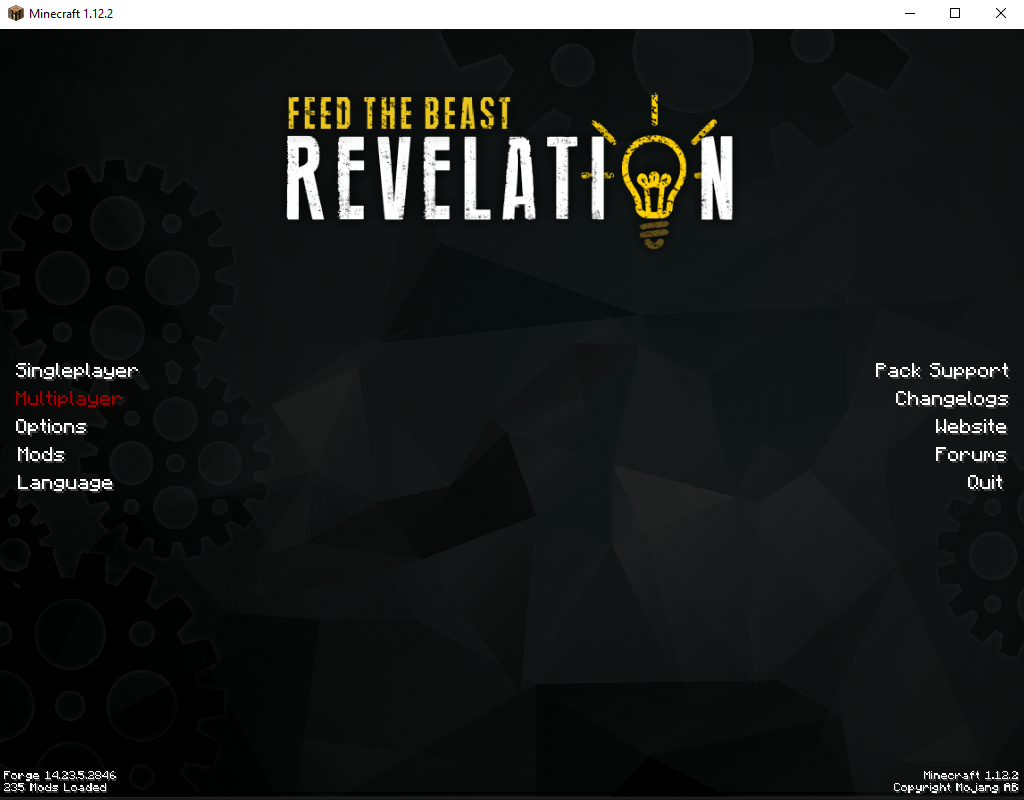 Minecraft 1.12.2
FEED THE BEAST
REVELATION
Singleplayer
Multiplayer
Options
Mods
Language
Pack Support
Changelogs
Website
Forums
Quit
Forge 14.23.5.2846
235 Mods Loaded
Minecraft 1.12.2
Copyright Mojang AB